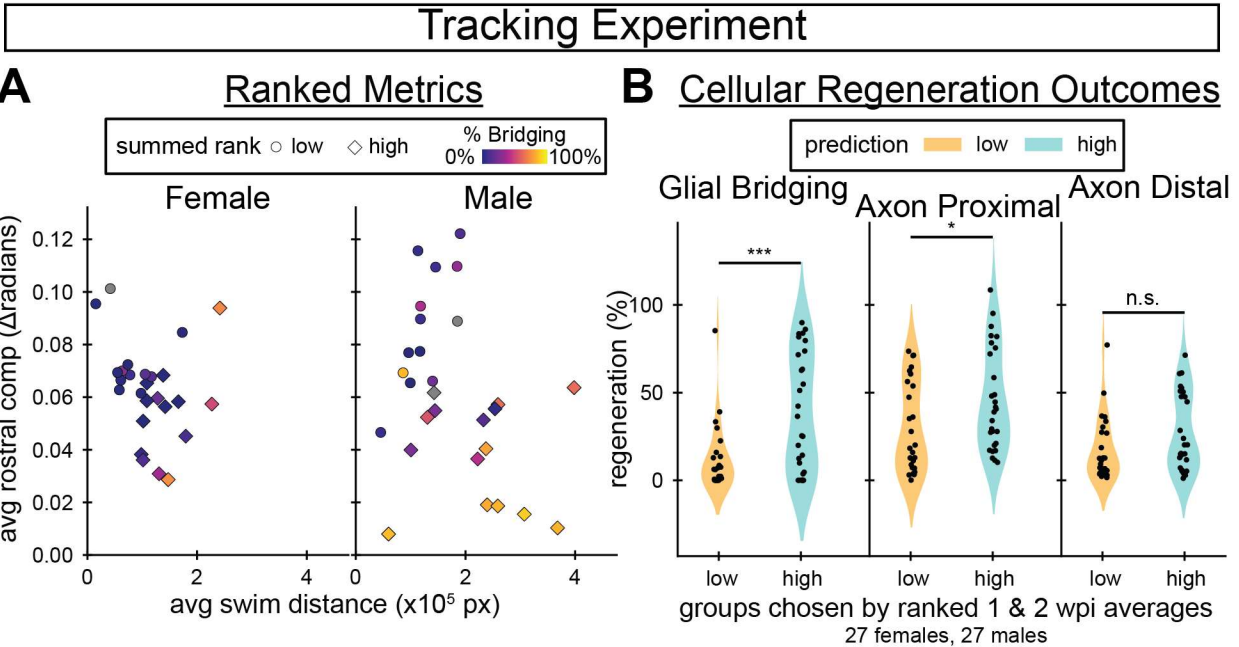 Tracking Experiment
A
Ranked Metrics
summed rank low high
% Bridging
0% 100%
Female
Male
avg rostral comp (Δradians)
0.12
0.10
0.08
0.06
0.04
0.02
0.00
0 2 4
0 2 4
avg swim distance (x10⁵ px)
B
Cellular Regeneration Outcomes
prediction low high
Glial Bridging
Axon Proximal
Axon Distal
regeneration (%)
100
50
0
***
*
n.s.
low high
low high
low high
groups chosen by ranked 1 & 2 wpi averages
27 females, 27 males